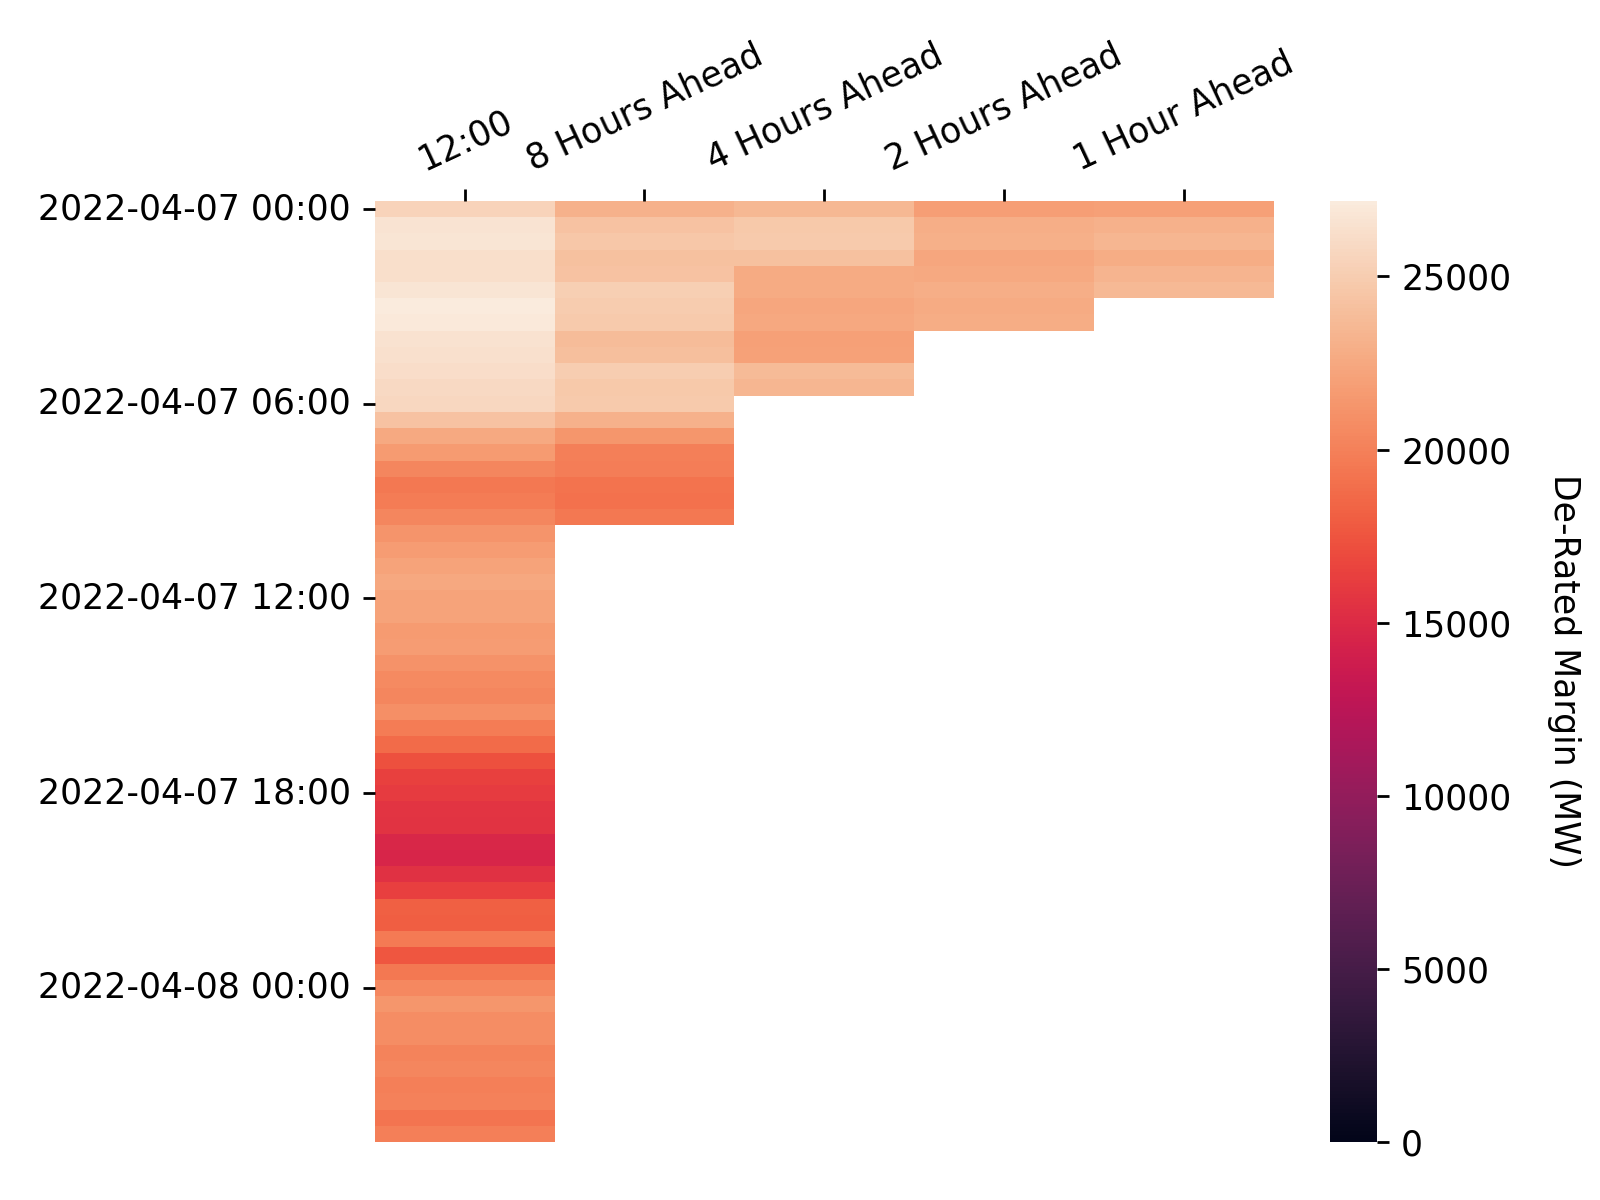 12:00
8 Hours Ahead
4 Hours Ahead
2 Hours Ahead
1 Hour Ahead
2022-04-07 00:00
2022-04-07 06:00
2022-04-07 12:00
2022-04-07 18:00
2022-04-08 00:00
25000
20000
15000
10000
5000
0
De-Rated Margin (MW)